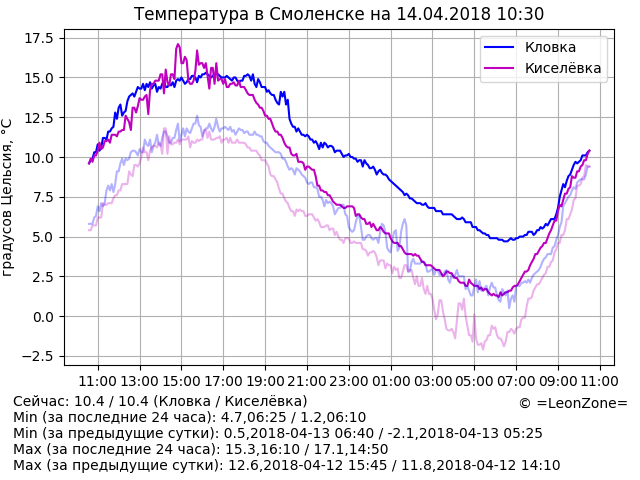 Температура в Смоленске на 14.04.2018 10:30
градусов Цельсия, °C
17.5
15.0
12.5
10.0
7.5
5.0
2.5
0.0
−2.5
Кловка
Киселёвка
11:00 13:00 15:00 17:00 19:00 21:00 23:00 01:00 03:00 05:00 07:00 09:00 11:00
Сейчас: 10.4 / 10.4 (Кловка / Киселёвка)
© =LeonZone=
Min (за последние 24 часа): 4.7,06:25 / 1.2,06:10
Min (за предыдущие сутки): 0.5,2018-04-13 06:40 / -2.1,2018-04-13 05:25
Max (за последние 24 часа): 15.3,16:10 / 17.1,14:50
Max (за предыдущие сутки): 12.6,2018-04-12 15:45 / 11.8,2018-04-12 14:10